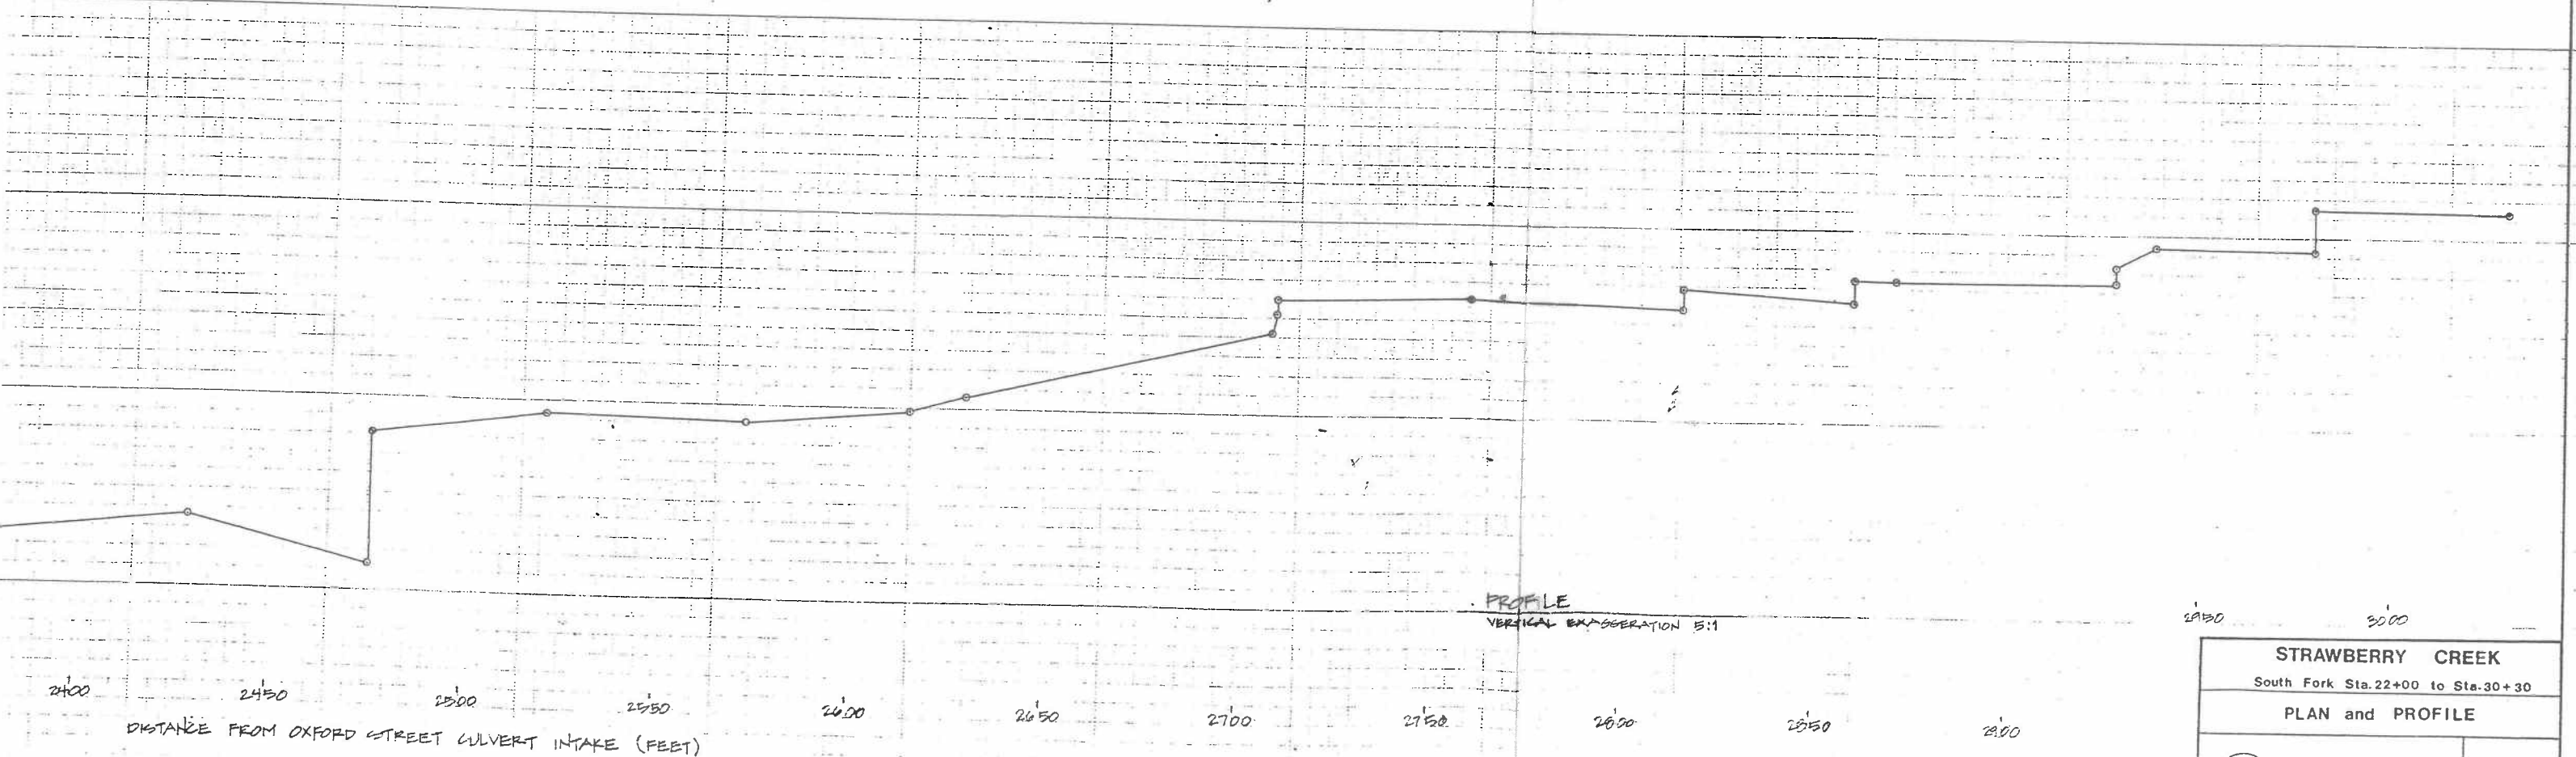 PROFILE
VERTICAL EXAGGERATION 5:1
2950 3000
2400 2450 2500 2550 2600 2650 2700 2750 2800 2850 2900
DISTANCE FROM OXFORD STREET CULVERT INTAKE (FEET)
STRAWBERRY CREEK
South Fork Sta.22+00 to Sta.30+30
PLAN and PROFILE